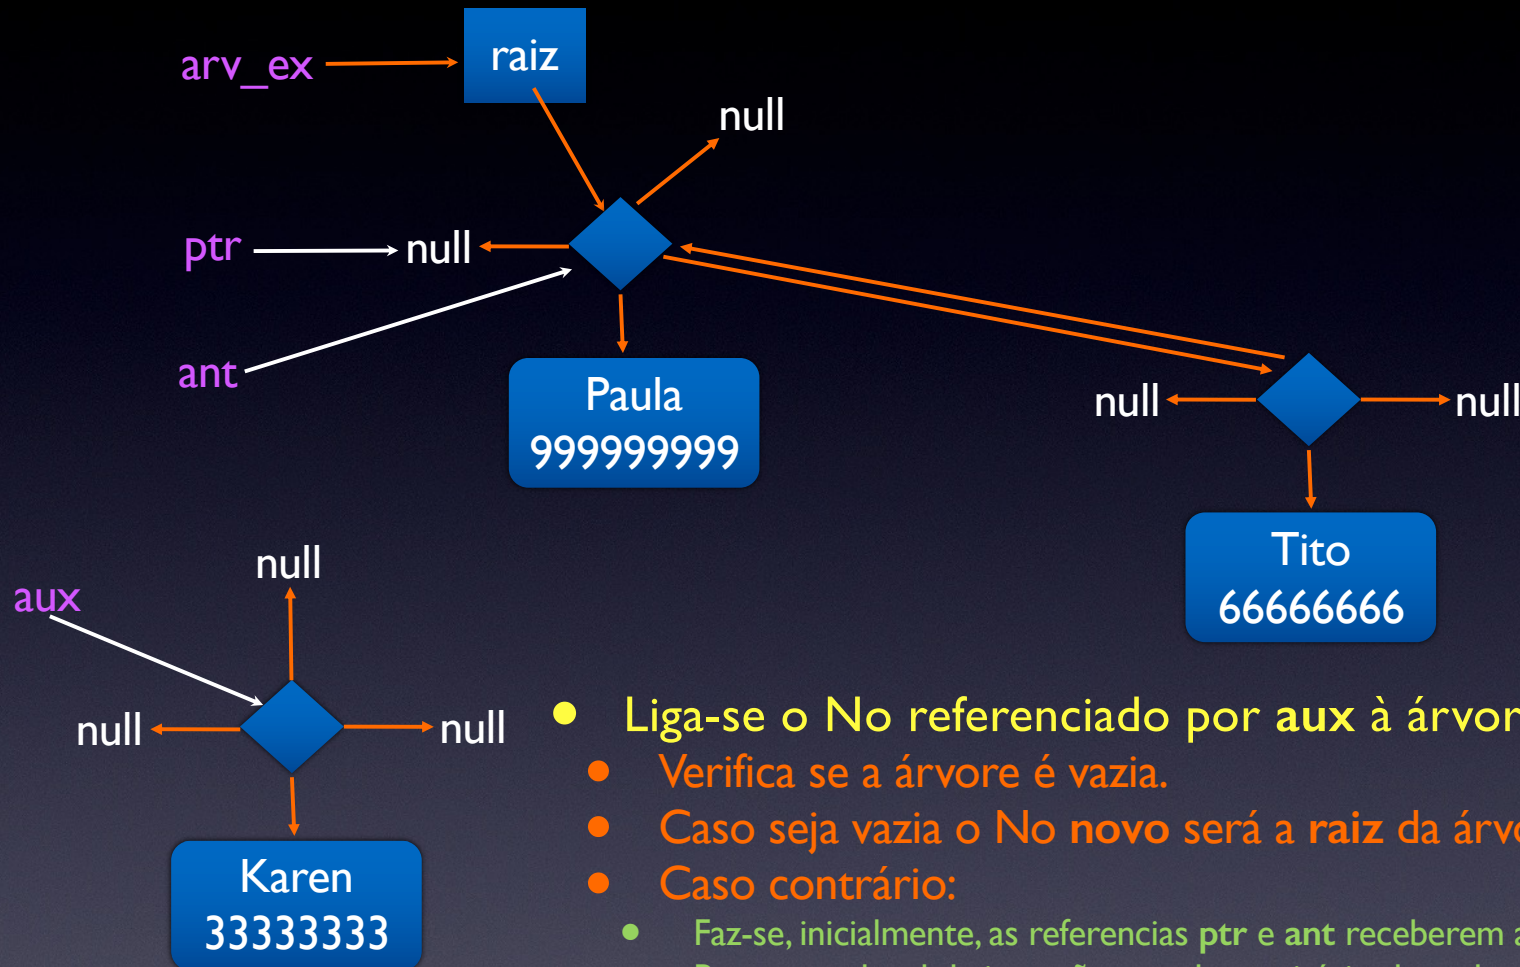 raiz
arv_ex
null
ptr
null
ant
Paula
999999999
null
null
Tito
66666666
null
aux
null
null
Karen
33333333
Liga-se o No referenciado por aux à
Verifica se a árvore é vazia.
Caso seja vazia o No novo será a raiz da
Caso contrário:
Faz-se, inicialmente, as referencias ptr e ant receberem a